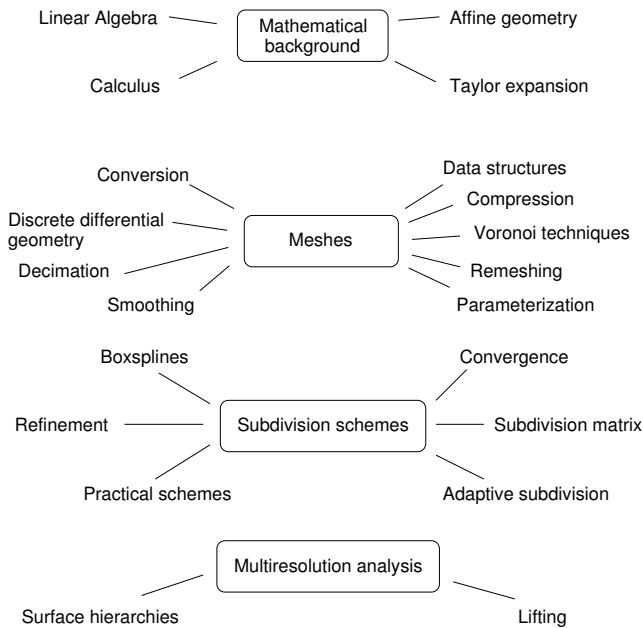 Linear Algebra
Mathematical
background
Affine geometry
Calculus
Taylor expansion
Conversion
Data structures
Compression
Discrete differential
geometry
Meshes
Voronoi techniques
Decimation
Remeshing
Smoothing
Parameterization
Boxsplines
Convergence
Refinement
Subdivision schemes
Subdivision matrix
Practical schemes
Adaptive subdivision
Multiresolution analysis
Surface hierarchies
Lifting